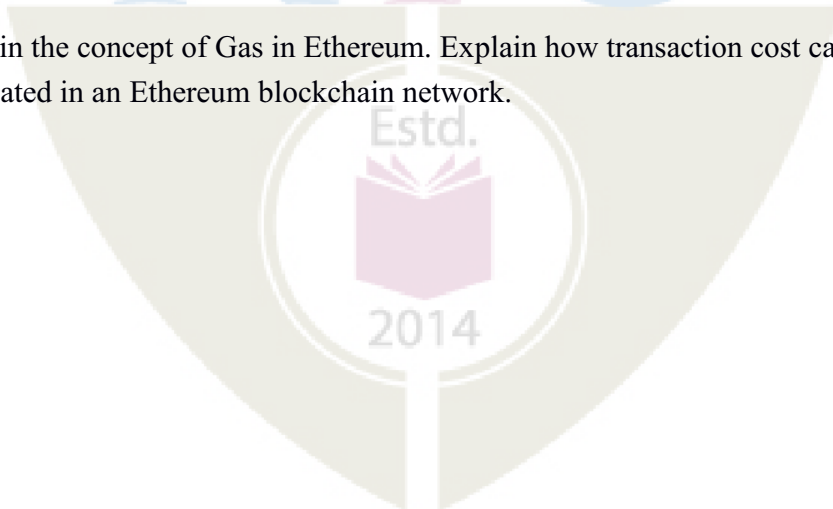 in the concept of Gas in Ethereum. Explain how transaction cost ca
ated in an Ethereum blockchain network.
Estd.
2014